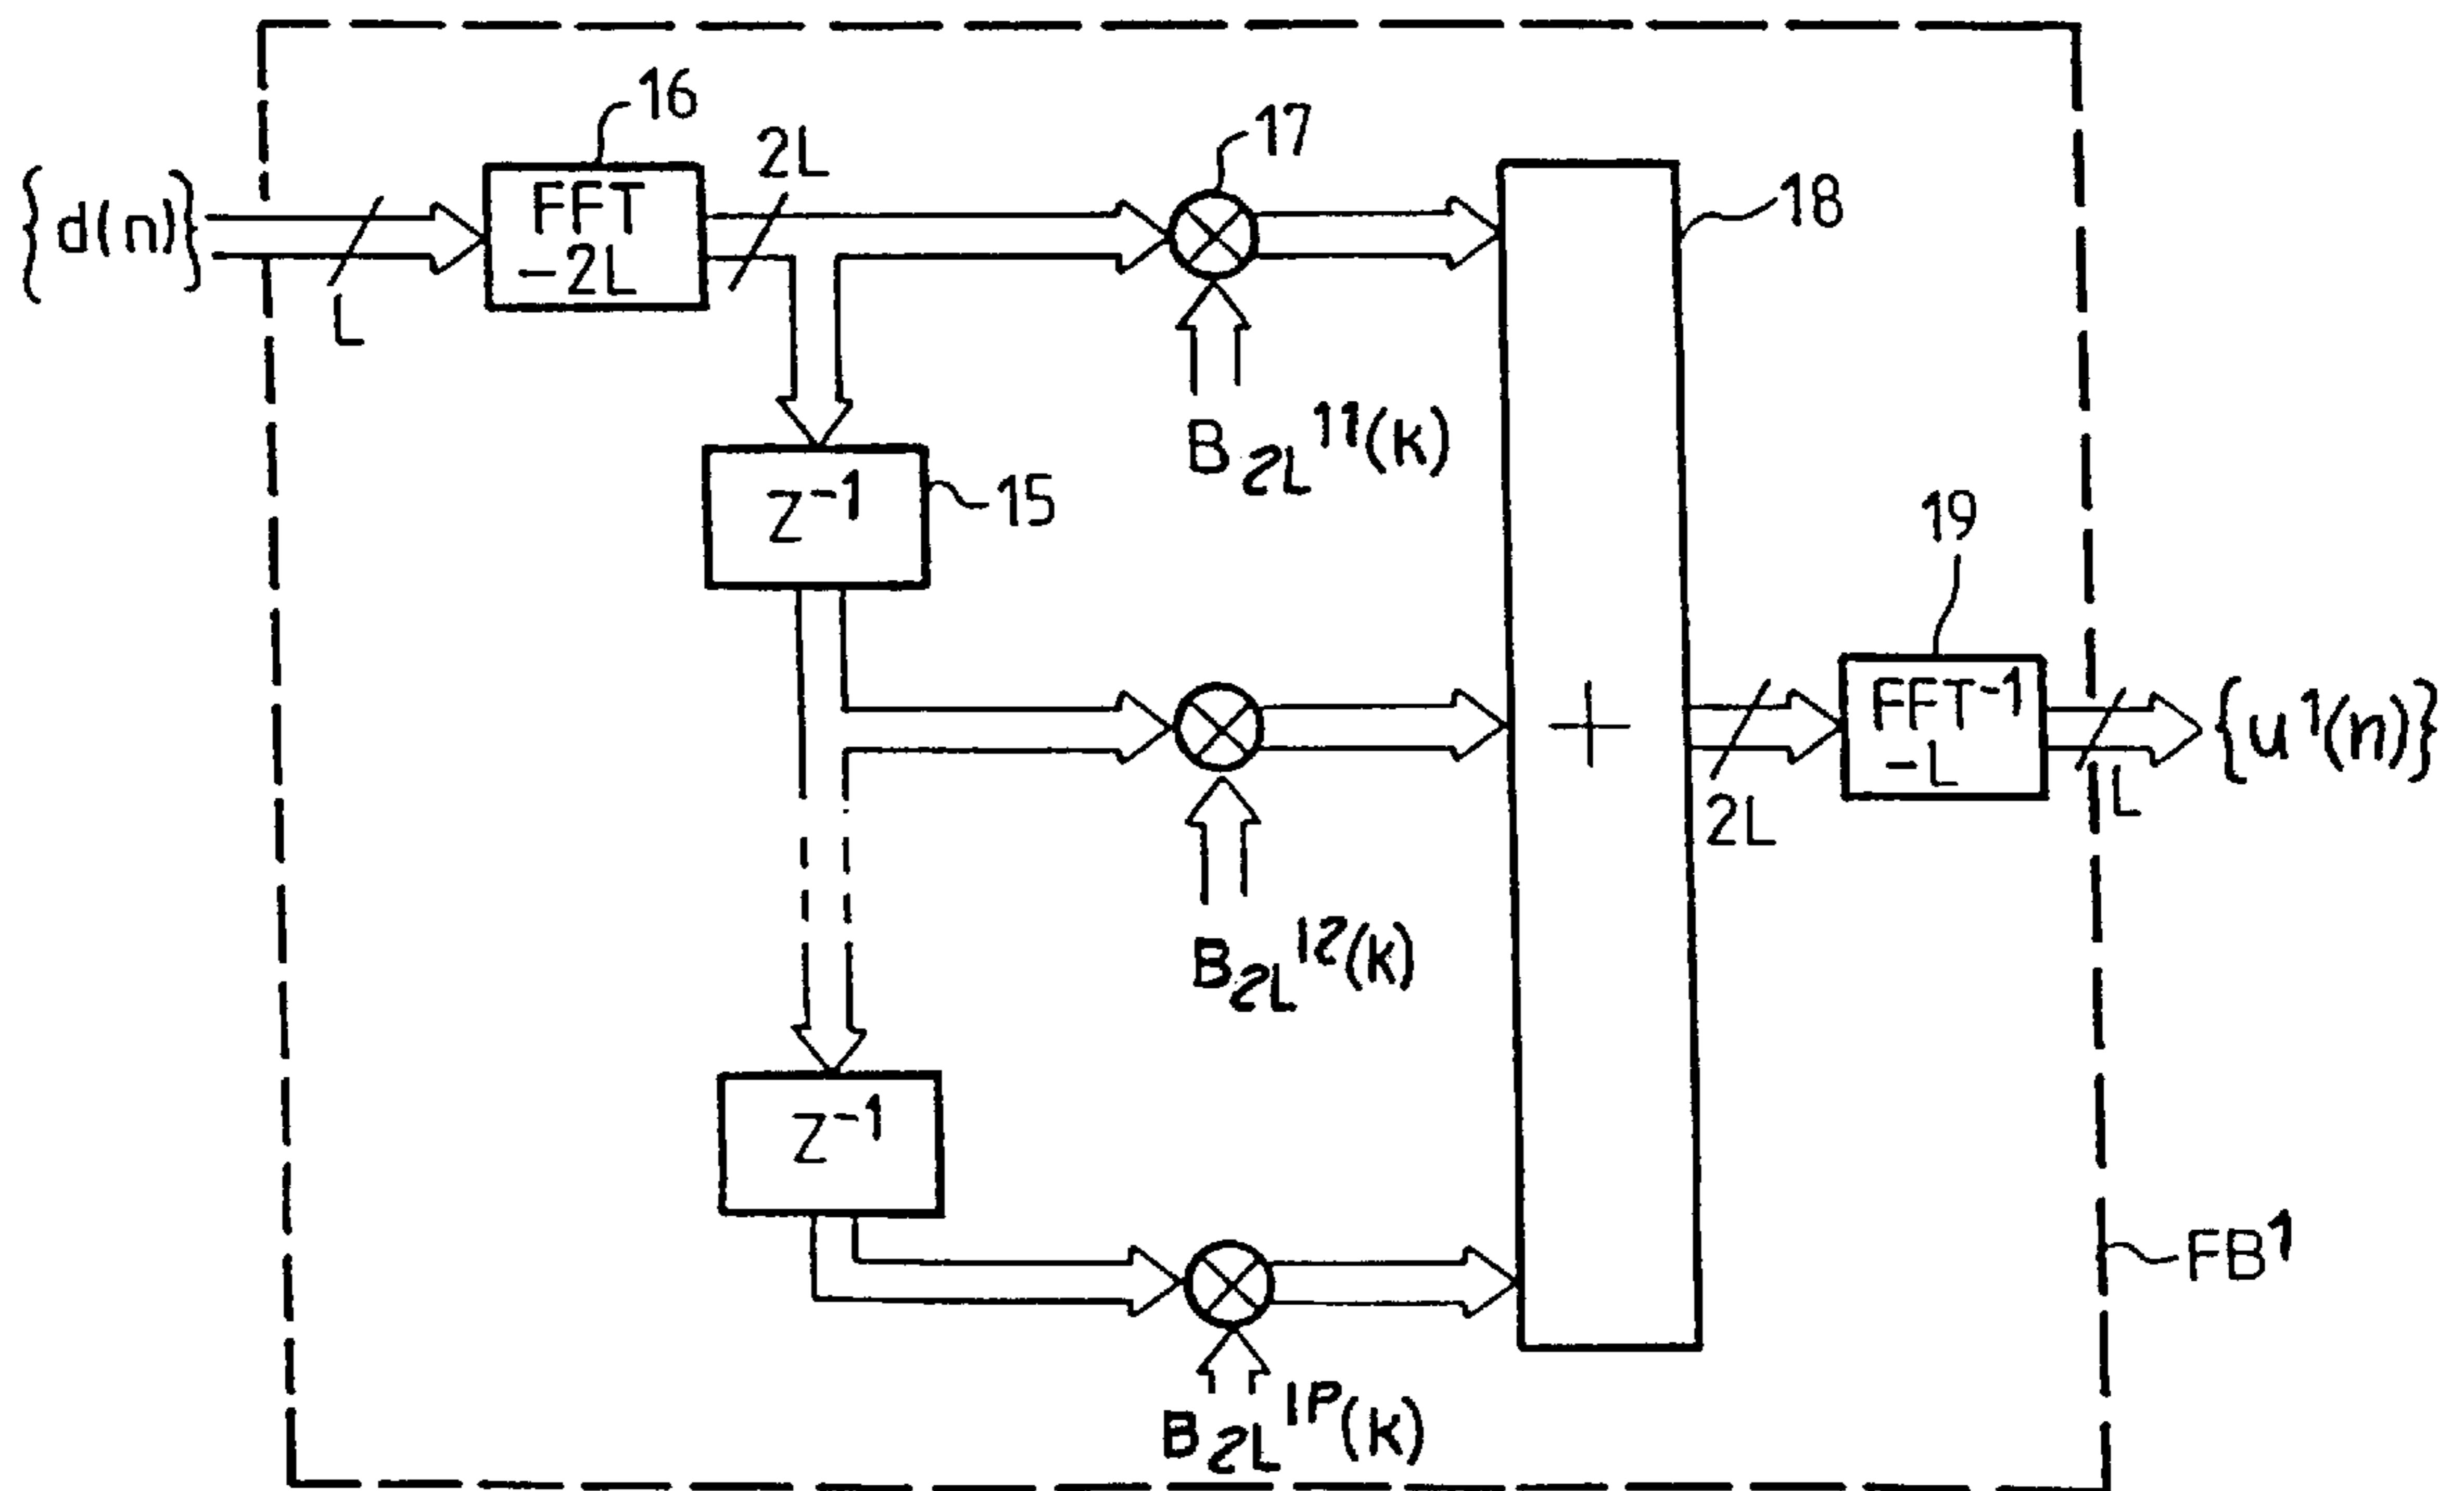 16
2L
17
{d(n)}
FFT
-2L
18
L
B₂L¹¹(k)
Z⁻¹
15
19
FFT⁻¹
-L
{u¹(n)}
2L
L
+
B₂L¹²(k)
Z⁻¹
FB¹
B₂L¹ᴾ(k)